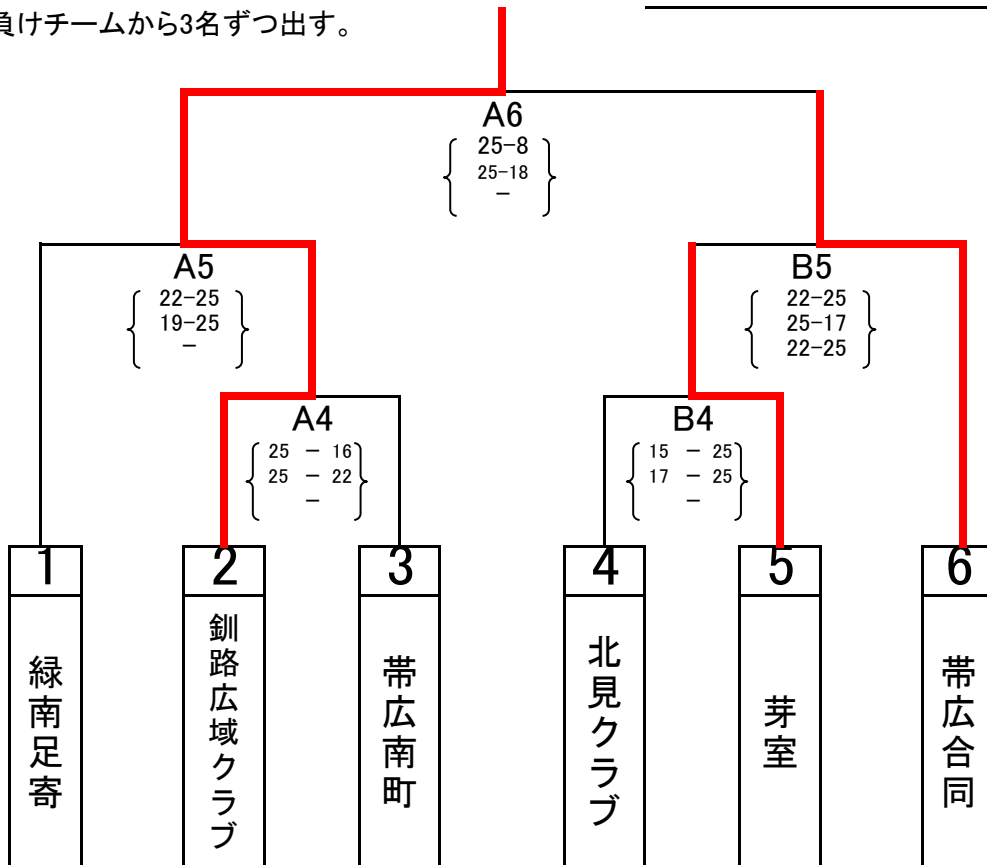 負けチームから3名ずつ出す。
A6
25-8
25-18
-
A5
22-25
19-25
-
B5
22-25
25-17
22-25
A4
25 - 16
25 - 22
-
B4
15 - 25
17 - 25
-
1
2
3
4
5
6
緑南足寄
釧路広域クラブ
帯広南町
北見クラブ
芽室
帯広合同